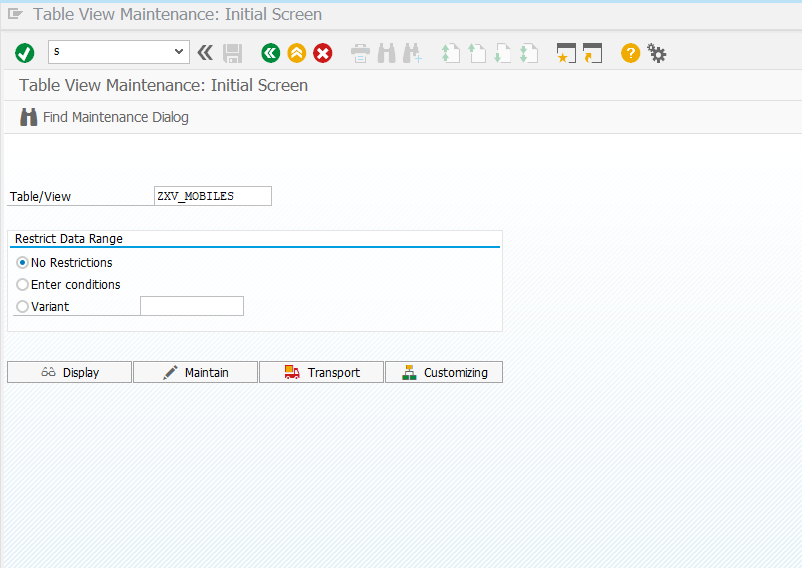 Table View Maintenance: Initial Screen
s
Table View Maintenance: Initial Screen
Find Maintenance Dialog
Table/View ZXV_MOBILES
Restrict Data Range
No Restrictions
Enter conditions
Variant
Display Maintain Transport Customizing